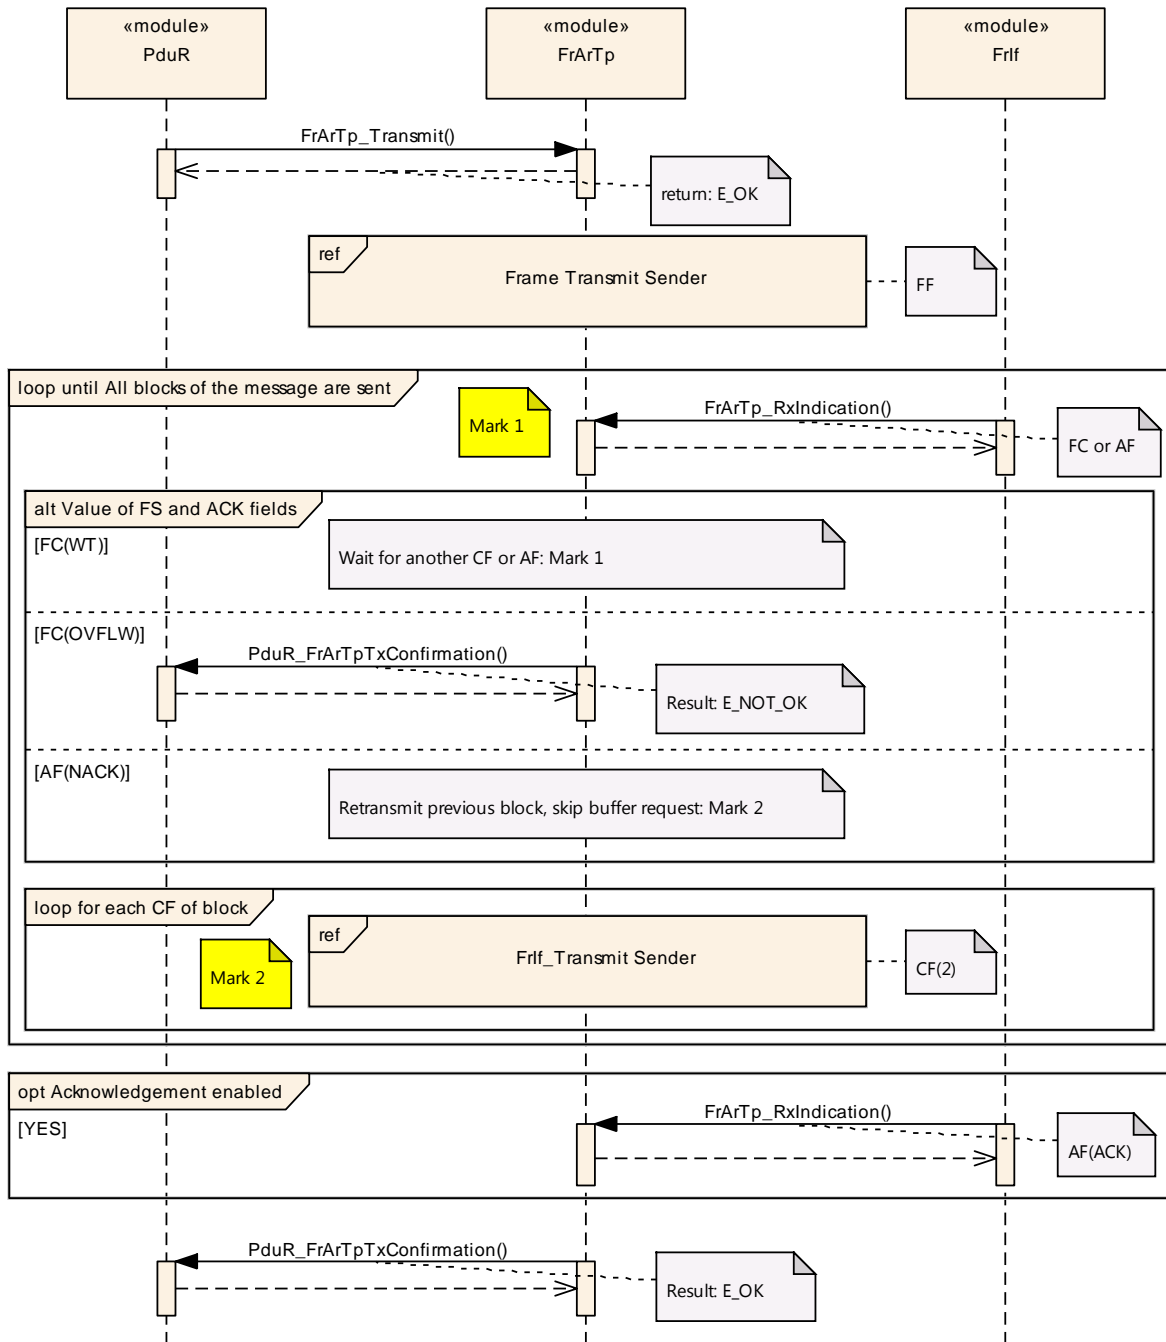 «module»
PduR
«module»
FrArTp
«module»
FrIf
FrArTp_Transmit()
return: E_OK
ref
Frame Transmit Sender
FF
loop until All blocks of the message are sent
Mark 1
FrArTp_RxIndication()
FC or AF
alt Value of FS and ACK fields
[FC(WT)]
Wait for another CF or AF: Mark 1
[FC(OVFLW)]
PduR_FrArTpTxConfirmation()
Result: E_NOT_OK
[AF(NACK)]
Retransmit previous block, skip buffer request: Mark 2
loop for each CF of block
ref
FrIf_Transmit Sender
Mark 2
CF(2)
opt Acknowledgement enabled
[YES]
FrArTp_RxIndication()
AF(ACK)
PduR_FrArTpTxConfirmation()
Result: E_OK